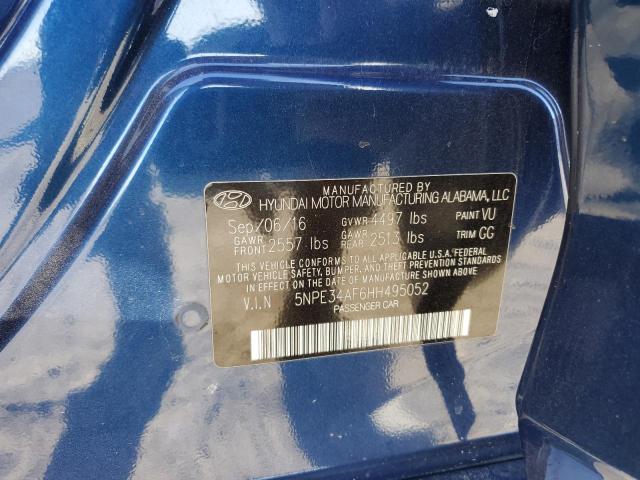 MANUFACTURED BY
HYUNDAI MOTOR MANUFACTURING ALABAMA, LLC
Sep/06/16 GVWR 4497 lbs PAINT VU
GAWR FRONT 2557 lbs GAWR REAR 2513 lbs TRIM GG
THIS VEHICLE CONFORMS TO ALL APPLICABLE U.S.A. FEDERAL
MOTOR VEHICLE SAFETY, BUMPER, AND THEFT PREVENTION STANDARDS
IN EFFECT ON THE DATE OF MANUFACTURE SHOWN ABOVE.
V.I.N 5NPE34AF6HH495052
PASSENGER CAR